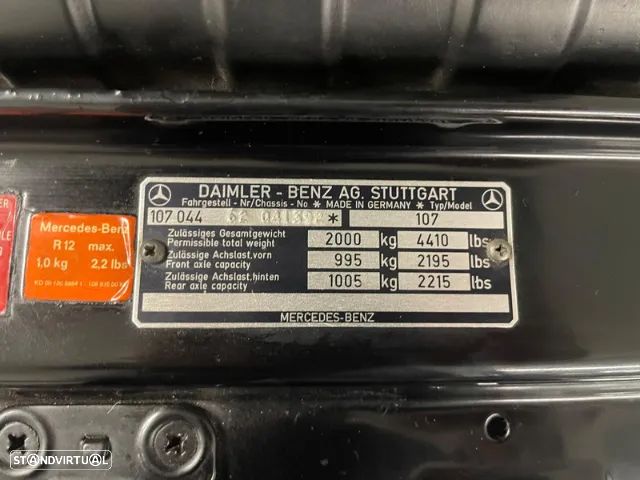 DAIMLER - BENZ AG. STUTTGART
Fahrgestell - Nr/Chassis - No * MADE IN GERMANY * Typ/Model
107 044 * 107
Zulässiges Gesamtgewicht
Permissible total weight 2000 kg 4410 lbs
Zulässige Achslast,vorn
Front axle capacity 995 kg 2195 lbs
Zulässige Achslast,hinten
Rear axle capacity 1005 kg 2215 lbs
MERCEDES-BENZ
Mercedes-Benz
R 12 max.
1,0 kg 2,2 lbs
STANDVIRTUAL